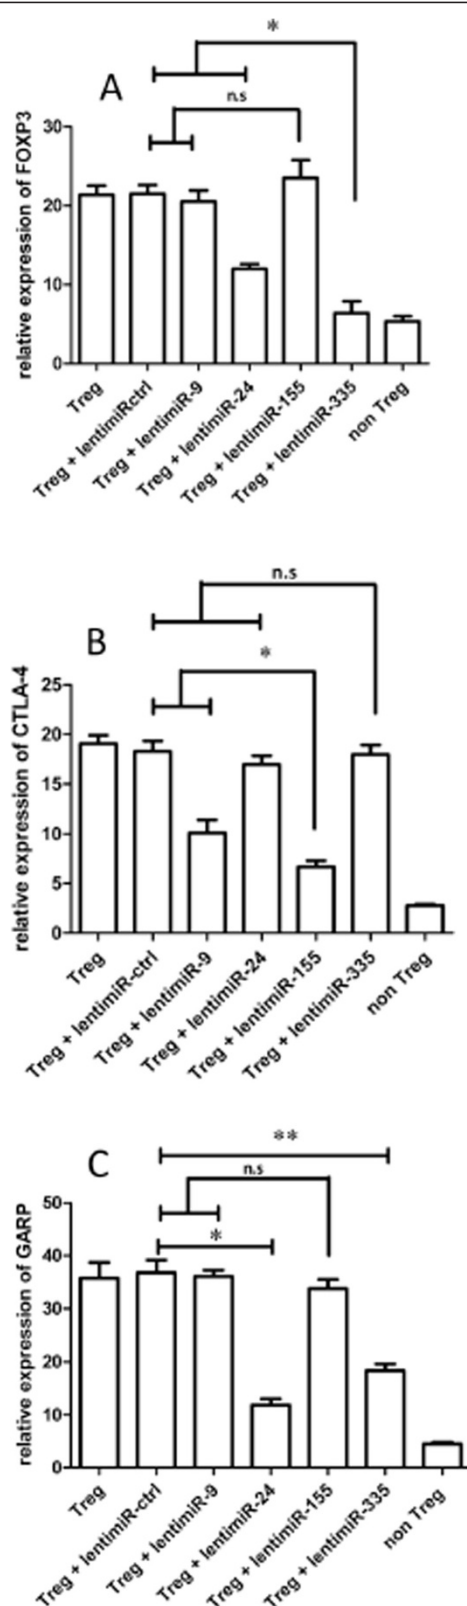 *
A
n.s
relative expression of FOXP3
30
20
10
0
Treg
Treg + lentimiRctrl
Treg + lentimiR-9
Treg + lentimiR-24
Treg + lentimiR-155
Treg + lentimiR-335
non Treg
n.s
B
*
relative expression of CTLA-4
25
20
15
10
5
0
Treg
Treg + lentimiR-ctrl
Treg + lentimiR-9
Treg + lentimiR-24
Treg + lentimiR-155
Treg + lentimiR-335
non Treg
**
C
n.s
*
relative expression of GARP
50
40
30
20
10
0
Treg
Treg + lentimiR-ctrl
Treg + lentimiR-9
Treg + lentimiR-24
Treg + lentimiR-155
Treg + lentimiR-335
non Treg